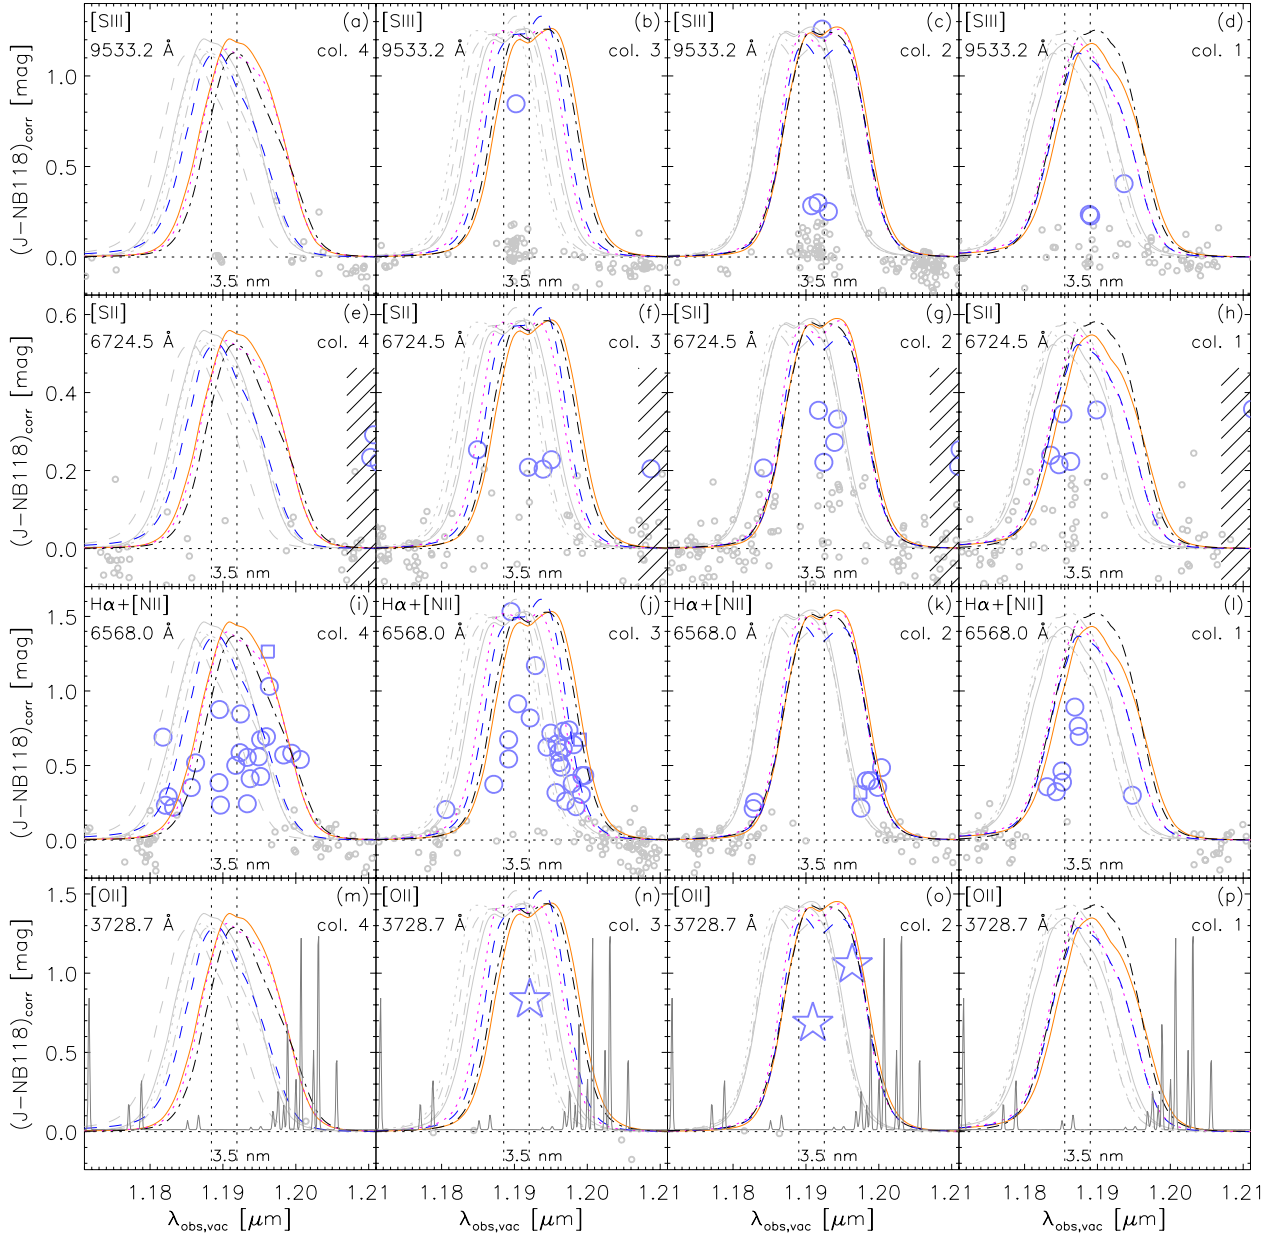 [SIII] (a) [SIII] (b) [SIII] (c) [SIII] (d)
9533.2 Å col. 4 9533.2 Å col. 3 9533.2 Å col. 2 9533.2 Å col. 1
1.0
0.5
0.0
(J−NB118)corr [mag]
3.5 nm 3.5 nm 3.5 nm 3.5 nm
[SII] (e) [SII] (f) [SII] (g) [SII] (h)
6724.5 Å col. 4 6724.5 Å col. 3 6724.5 Å col. 2 6724.5 Å col. 1
0.6
0.4
0.2
0.0
(J−NB118)corr [mag]
3.5 nm 3.5 nm 3.5 nm 3.5 nm
Hα+[NII] (i) Hα+[NII] (j) Hα+[NII] (k) Hα+[NII] (l)
6568.0 Å col. 4 6568.0 Å col. 3 6568.0 Å col. 2 6568.0 Å col. 1
1.5
1.0
0.5
0.0
(J−NB118)corr [mag]
3.5 nm 3.5 nm 3.5 nm 3.5 nm
[OII] (m) [OII] (n) [OII] (o) [OII] (p)
3728.7 Å col. 4 3728.7 Å col. 3 3728.7 Å col. 2 3728.7 Å col. 1
1.5
1.0
0.5
0.0
(J−NB118)corr [mag]
3.5 nm 3.5 nm 3.5 nm 3.5 nm
1.18 1.19 1.20 1.21 1.18 1.19 1.20 1.21 1.18 1.19 1.20 1.21 1.18 1.19 1.20 1.21
λobs,vac [μm] λobs,vac [μm] λobs,vac [μm] λobs,vac [μm]